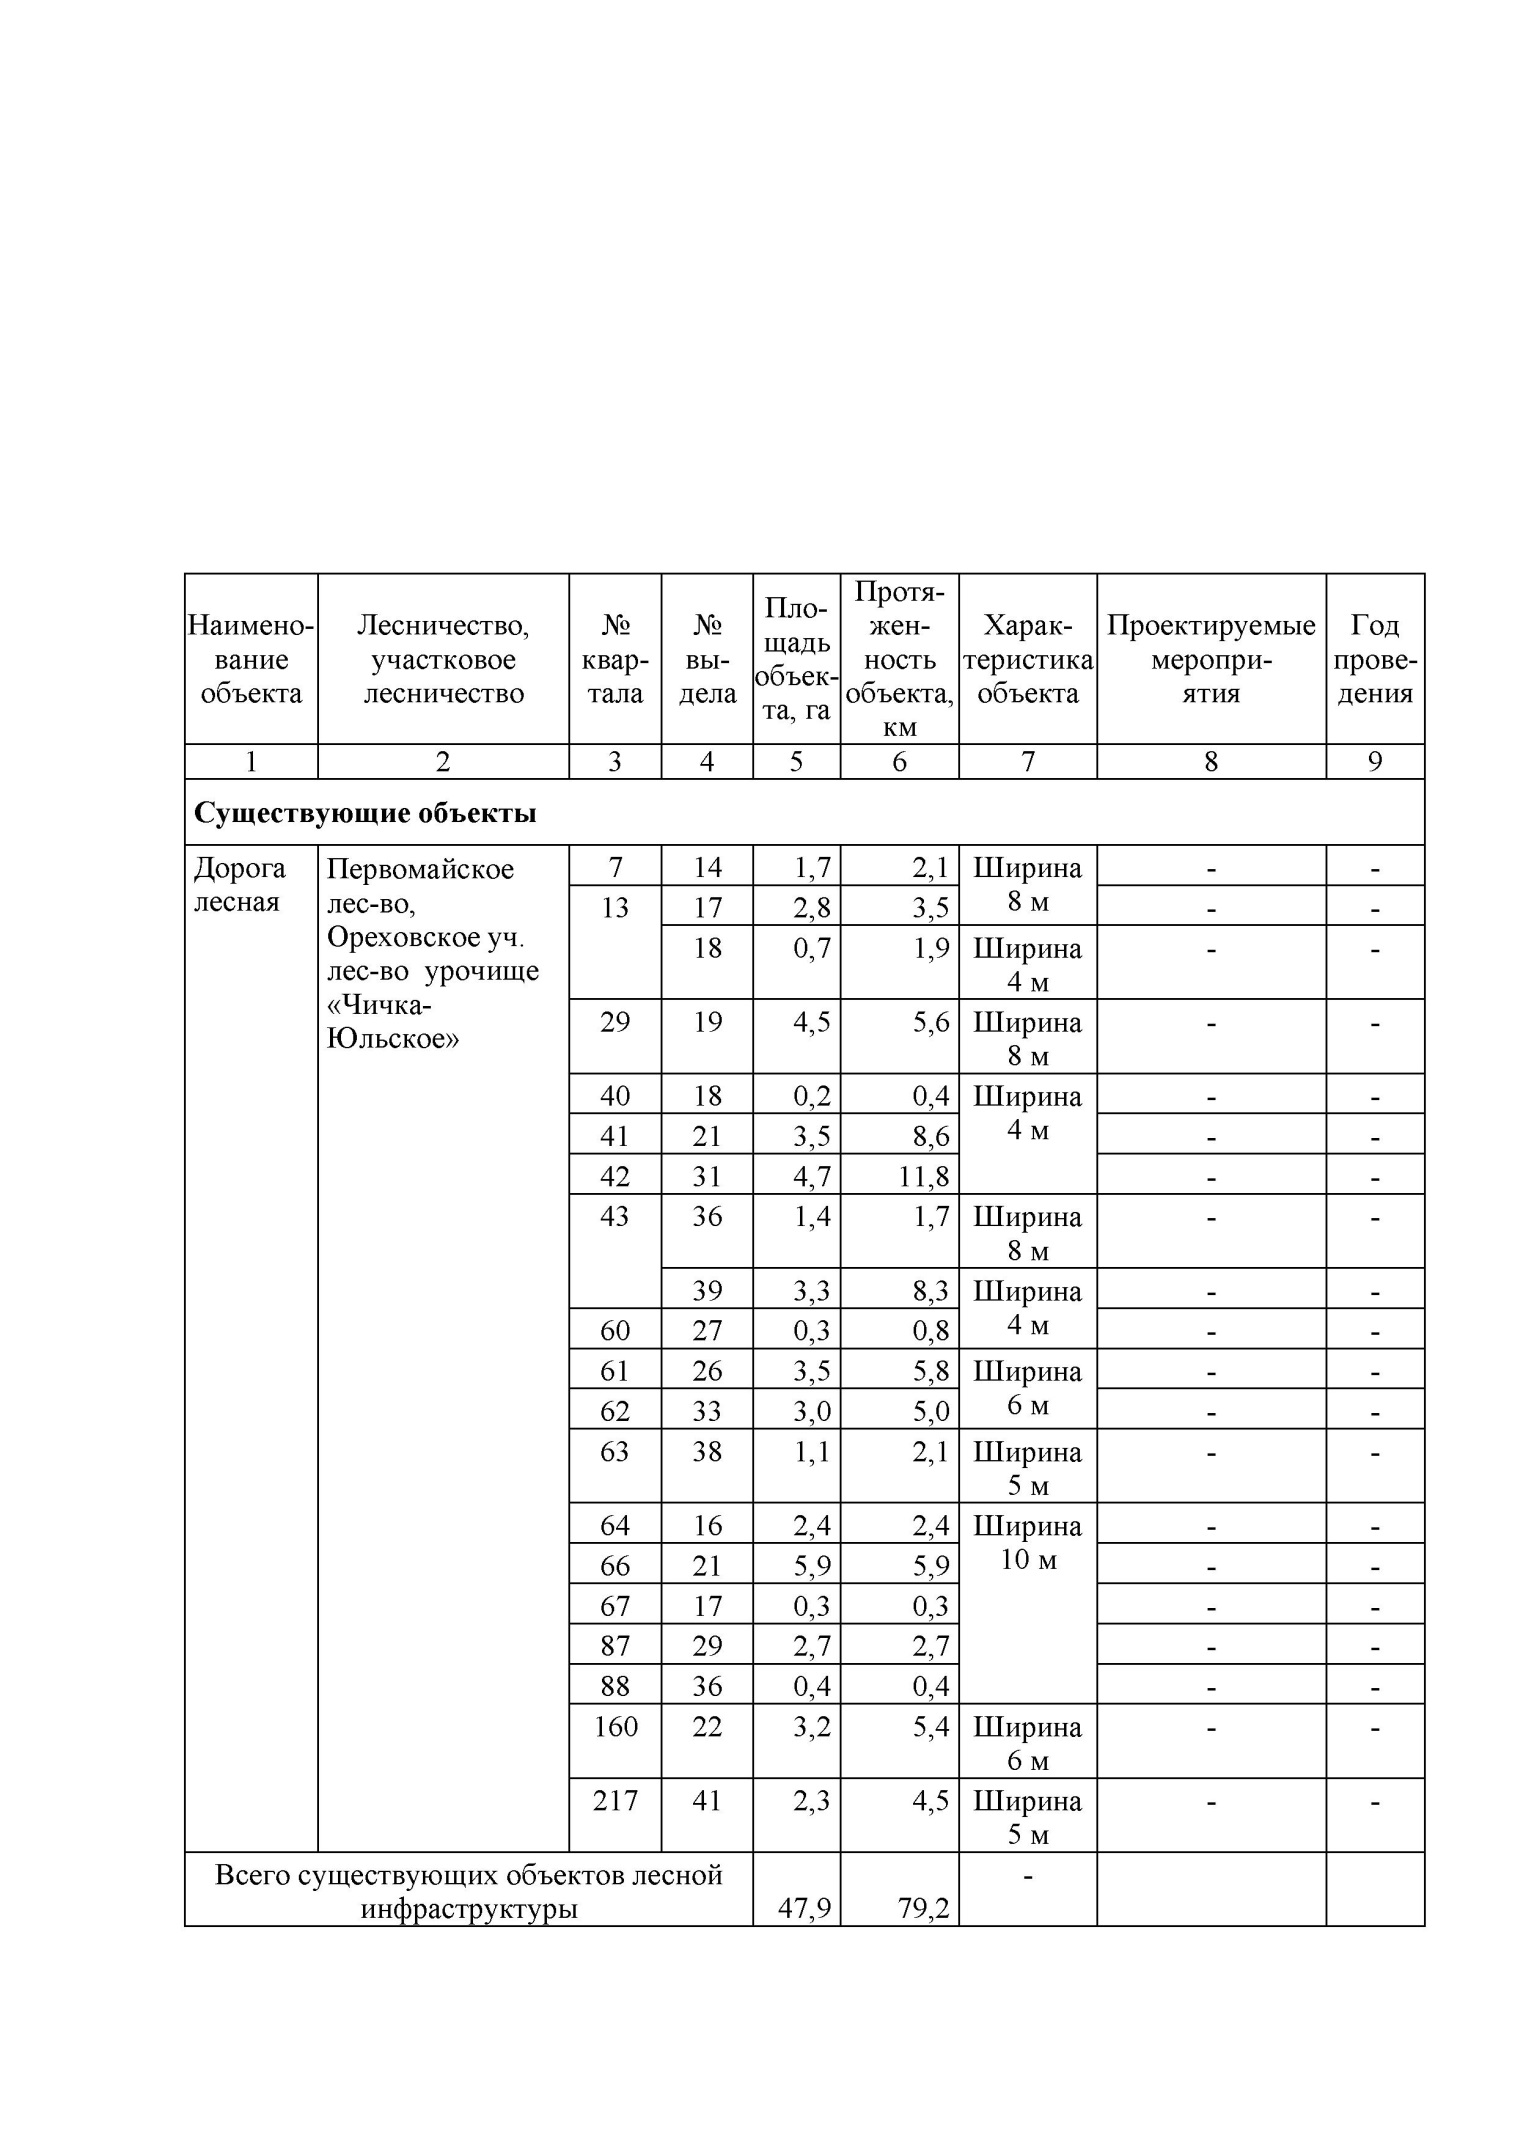 Наимено-
вание
объекта
Лесничество,
участковое
лесничество
№
квар-
тала
№
вы-
дела
Пло-
щадь
объек-
та, га
Протя-
жен-
ность
объекта,
км
Харак-
теристика
объекта
Проектируемые
меропри-
ятия
Год
прове-
дения
1 2 3 4 5 6 7 8 9
Существующие объекты
Дорога
лесная
Первомайское
лес-во,
Ореховское уч.
лес-во урочище
«Чичка-
Юльское»
7 14 1,7 2,1 Ширина - -
13 17 2,8 3,5 8 м - -
18 0,7 1,9 Ширина - -
4 м
29 19 4,5 5,6 Ширина - -
8 м
40 18 0,2 0,4 Ширина - -
41 21 3,5 8,6 4 м - -
42 31 4,7 11,8 - -
43 36 1,4 1,7 Ширина - -
8 м
39 3,3 8,3 Ширина - -
60 27 0,3 0,8 4 м - -
61 26 3,5 5,8 Ширина - -
62 33 3,0 5,0 6 м - -
63 38 1,1 2,1 Ширина - -
5 м
64 16 2,4 2,4 Ширина - -
66 21 5,9 5,9 10 м - -
67 17 0,3 0,3 - -
87 29 2,7 2,7 - -
88 36 0,4 0,4 - -
160 22 3,2 5,4 Ширина - -
6 м
217 41 2,3 4,5 Ширина - -
5 м
Всего существующих объектов лесной -
инфраструктуры 47,9 79,2